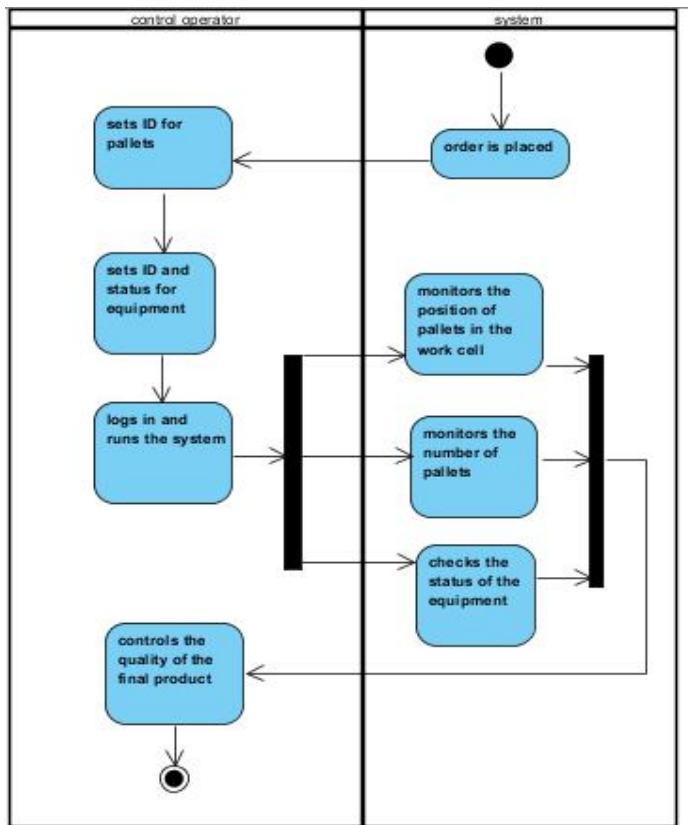 control operator
system
order is placed
sets ID for
pallets
sets ID and
status for
equipment
logs in and
runs the system
monitors the
position of
pallets in the
work cell
monitors the
number of
pallets
checks the
status of the
equipment
controls the
quality of the
final product